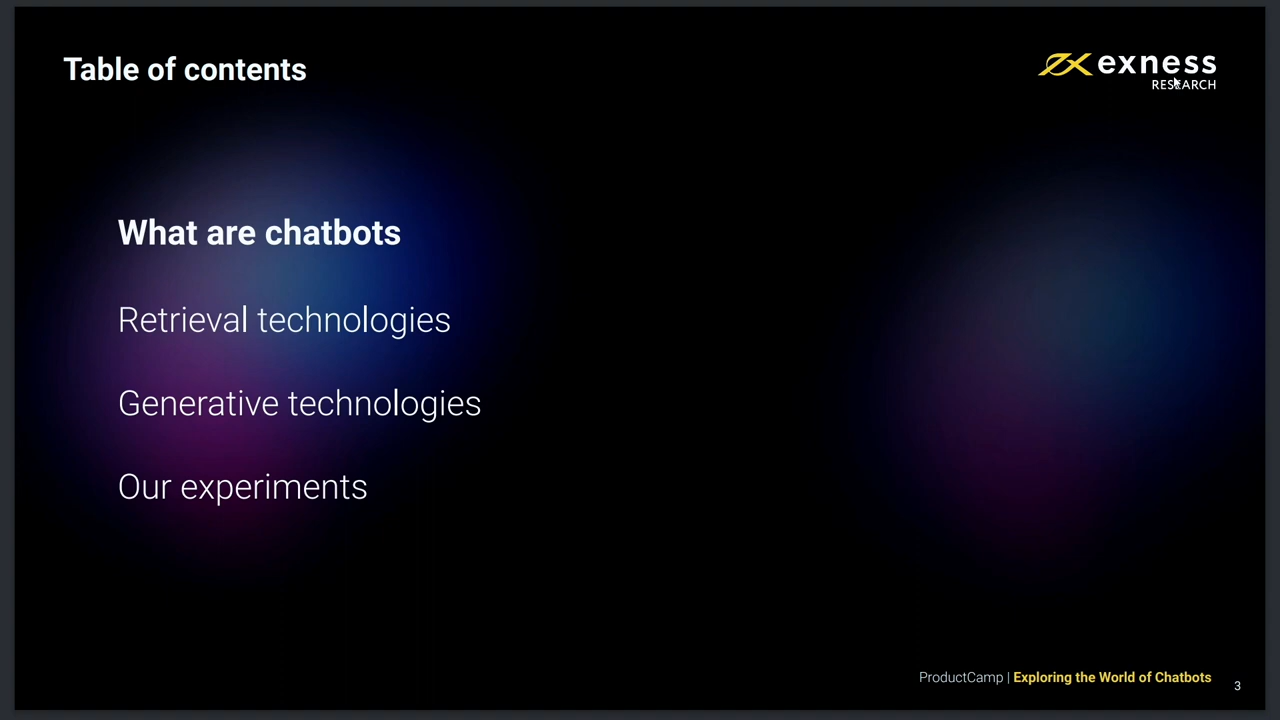 Table of contents
exness
RESEARCH
What are chatbots
Retrieval technologies
Generative technologies
Our experiments
ProductCamp | Exploring the World of Chatbots
3